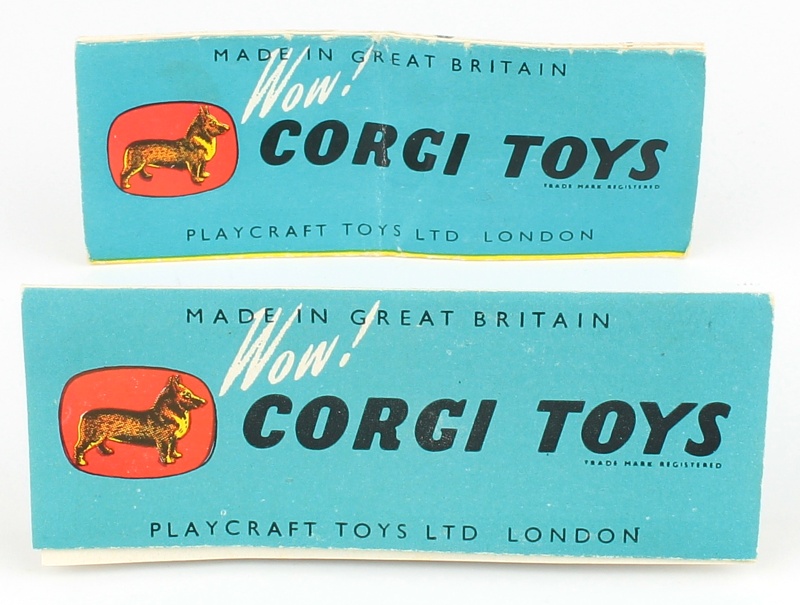 MADE IN GREAT BRITAIN
Wow!
CORGI TOYS
TRADE MARK REGISTERED
PLAYCRAFT TOYS LTD LONDON
MADE IN GREAT BRITAIN
Wow!
CORGI TOYS
TRADE MARK REGISTERED
PLAYCRAFT TOYS LTD LONDON